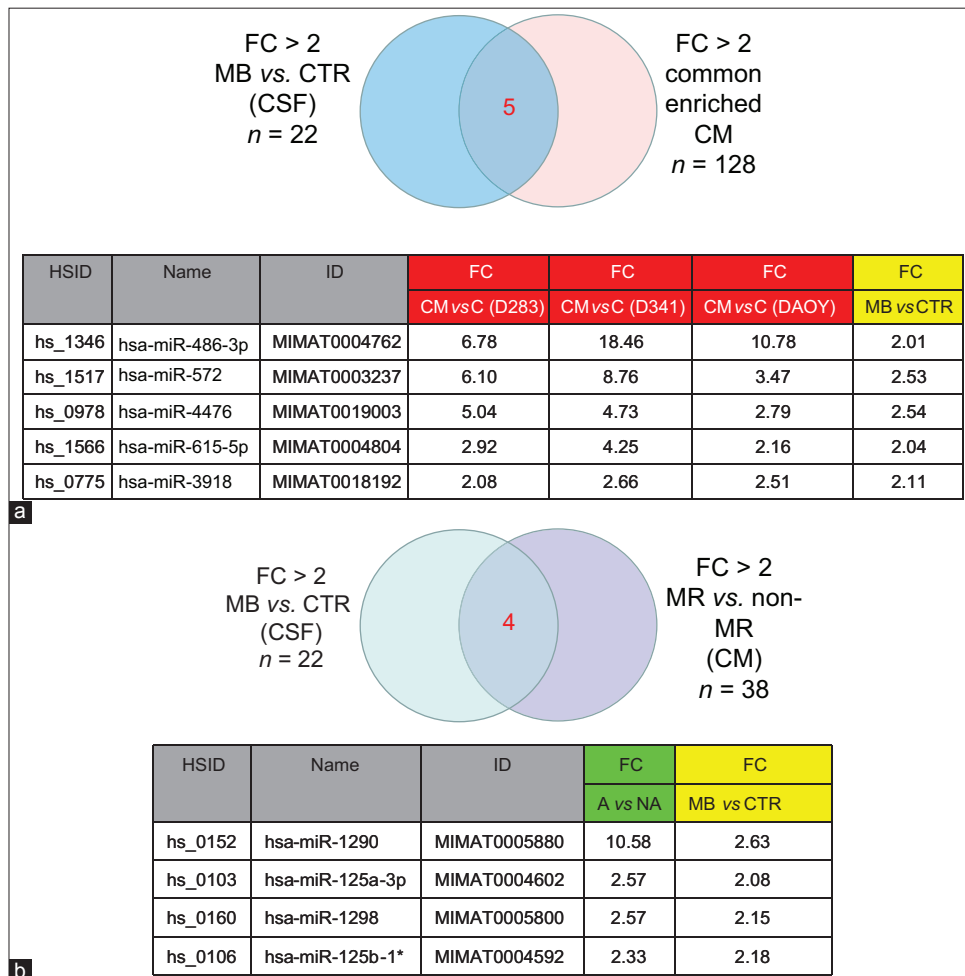 FC > 2
MB vs. CTR
(CSF)
n = 22
5
FC > 2
common
enriched
CM
n = 128
HSID Name ID FC FC FC FC
CM vs C (D283) CM vs C (D341) CM vs C (DAOY) MB vs CTR
hs_1346 hsa-miR-486-3p MIMAT0004762 6.78 18.46 10.78 2.01
hs_1517 hsa-miR-572 MIMAT0003237 6.10 8.76 3.47 2.53
hs_0978 hsa-miR-4476 MIMAT0019003 5.04 4.73 2.79 2.54
hs_1566 hsa-miR-615-5p MIMAT0004804 2.92 4.25 2.16 2.04
hs_0775 hsa-miR-3918 MIMAT0018192 2.08 2.66 2.51 2.11
a
FC > 2
MB vs. CTR
(CSF)
n = 22
4
FC > 2
MR vs. non-
MR
(CM)
n = 38
HSID Name ID FC FC
A vs NA MB vs CTR
hs_0152 hsa-miR-1290 MIMAT0005880 10.58 2.63
hs_0103 hsa-miR-125a-3p MIMAT0004602 2.57 2.08
hs_0160 hsa-miR-1298 MIMAT0005800 2.57 2.15
hs_0106 hsa-miR-125b-1* MIMAT0004592 2.33 2.18
b